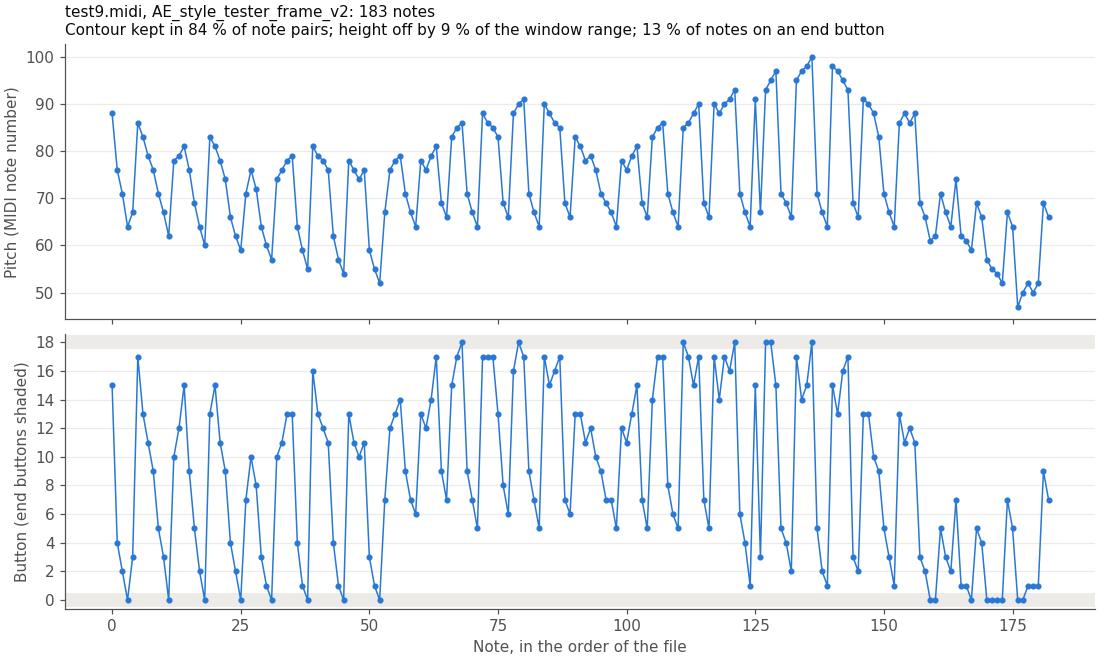 test9.midi, AE_style_tester_frame_v2: 183 notes
Contour kept in 84 % of note pairs; height off by 9 % of the window range; 13 % of notes on an end button
Pitch (MIDI note number)
100
90
80
70
60
50
Button (end buttons shaded)
18
16
14
12
10
8
6
4
2
0
0 25 50 75 100 125 150 175
Note, in the order of the file